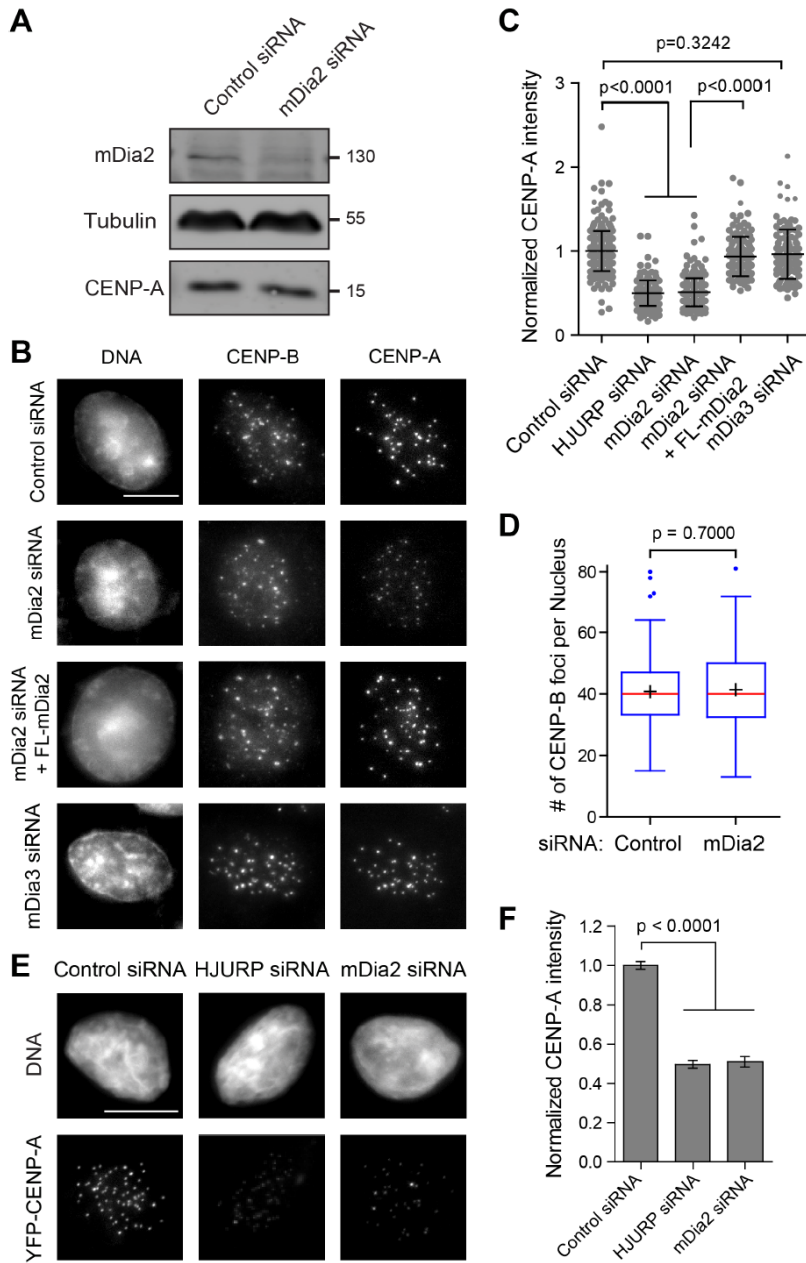 A
Control siRNA
mDia2 siRNA
mDia2
130
Tubulin
55
CENP-A
15
B
DNA
CENP-B
CENP-A
Control siRNA
mDia2 siRNA
mDia2 siRNA
+ FL-mDia2
mDia3 siRNA
C
p=0.3242
p<0.0001
p<0.0001
Normalized CENP-A intensity
3
2
1
0
Control siRNA
HJURP siRNA
mDia2 siRNA
mDia2 siRNA
+ FL-mDia2
mDia3 siRNA
D
p = 0.7000
# of CENP-B foci per Nucleus
80
60
40
20
0
siRNA: Control mDia2
E
Control siRNA HJURP siRNA mDia2 siRNA
DNA
YFP-CENP-A
F
p < 0.0001
Normalized CENP-A intensity
1.2
1.0
0.8
0.6
0.4
0.2
0.0
Control siRNA
HJURP siRNA
mDia2 siRNA